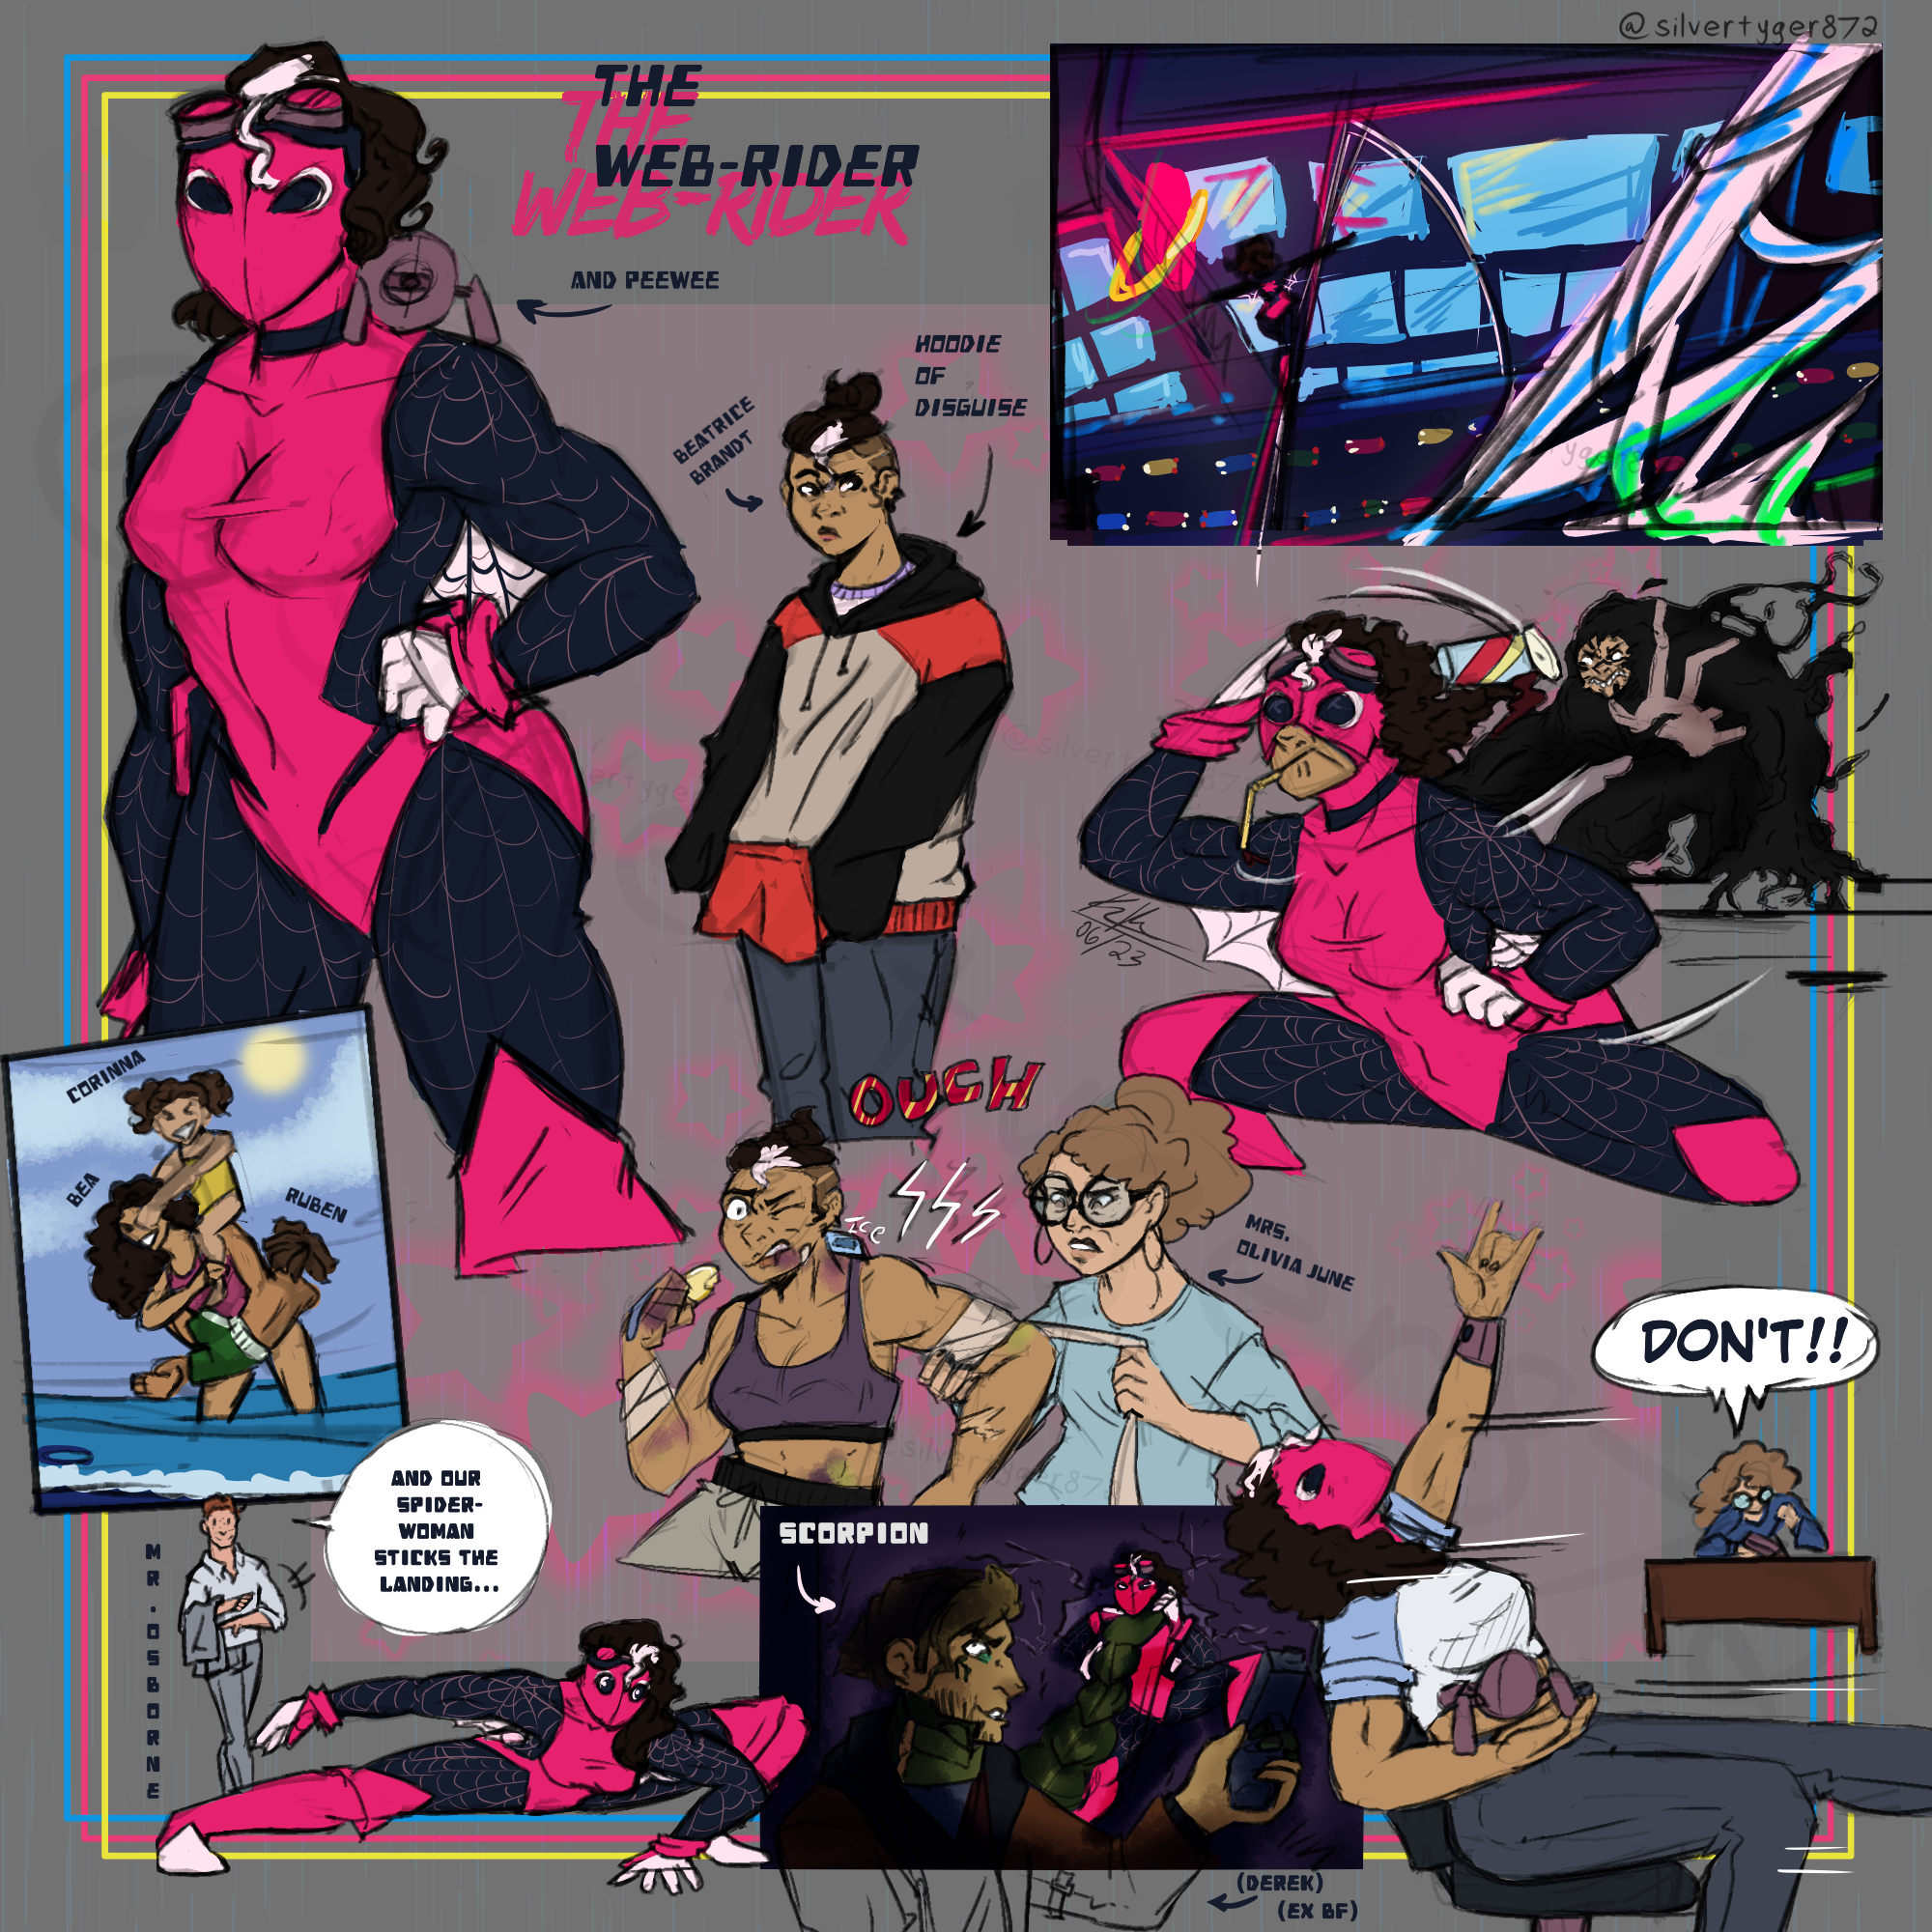 @silvertyger872
THE
THE
WEB-RIDER
WEB-RIDER
AND PEEWEE
HOODIE
OF
DISGUISE
BEATRICE
BRANDT
06/23
OUCH
CORINNA
BEA
RUBEN
ICE
MRS.
OLIVIA JUNE
DON'T!!
AND OUR
SPIDER-
WOMAN
STICKS THE
LANDING...
MR. OSBORNE
SCORPION
(DEREK)
(EX BF)